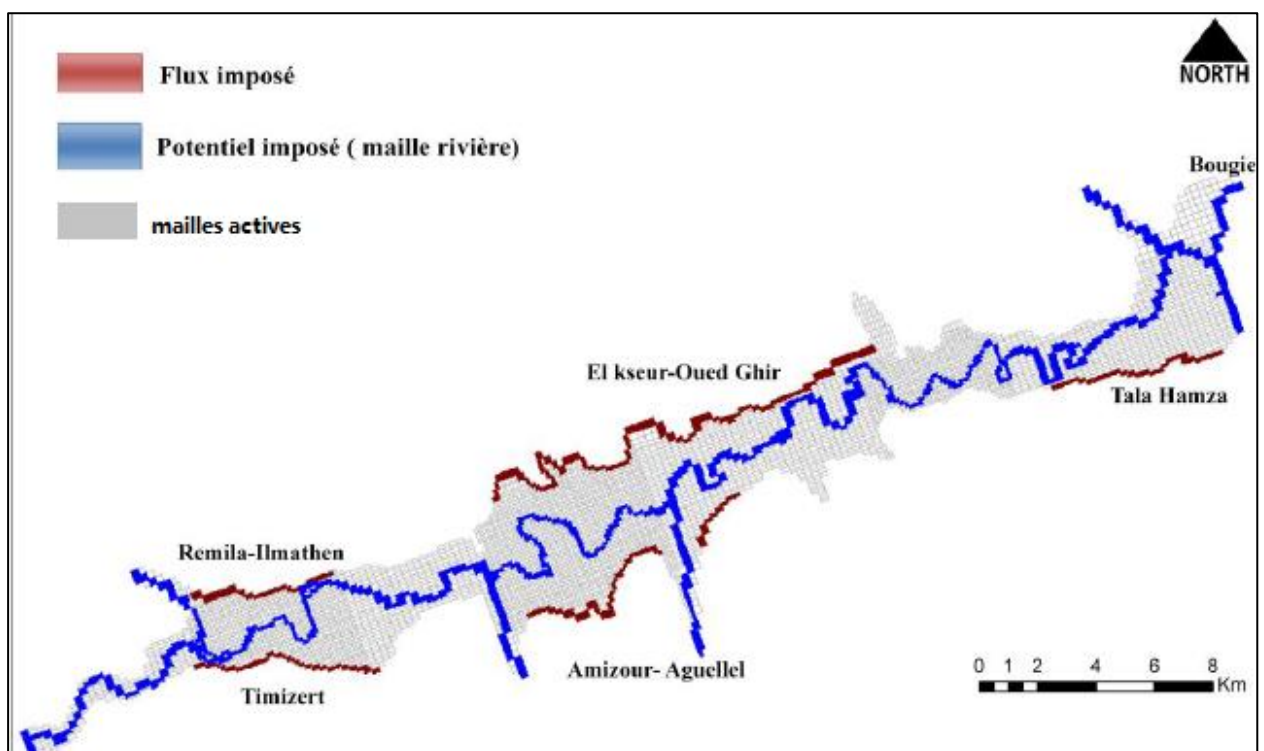 Flux imposé
Potentiel imposé ( maille rivière)
mailles actives
NORTH
Bougie
El kseur-Oued Ghir
Tala Hamza
Remila-Ilmathen
Amizour- Aguellel
Timizert
0 1 2 4 6 8
Km